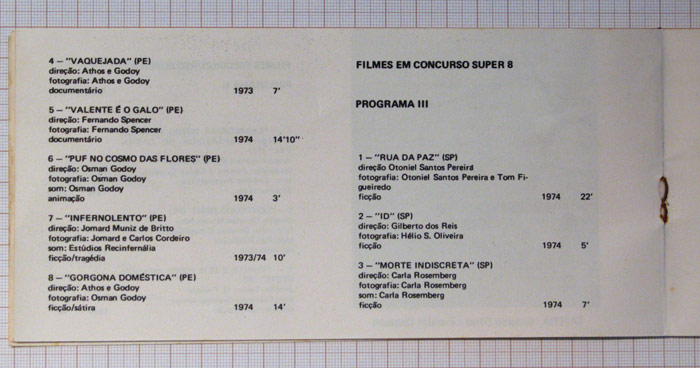 4 – "VAQUEJADA" (PE)
direção: Athos e Godoy
fotografia: Athos e Godoy
documentário 1973 7'
5 – "VALENTE É O GALO" (PE)
direção: Fernando Spencer
fotografia: Fernando Spencer
documentário 1974 14'10"
6 – "PUF NO COSMO DAS FLORES" (PE)
direção: Osman Godoy
fotografia: Osman Godoy
som: Osman Godoy
animação 1974 3'
7 – "INFERNOLENTO" (PE)
direção: Jomard Muniz de Britto
fotografia: Jomard e Carlos Cordeiro
som: Estúdios Recinfernália
ficção/tragédia 1973/74 10'
8 – "GORGONA DOMÉSTICA" (PE)
direção: Athos e Godoy
fotografia: Osman Godoy
ficção/sátira 1974 14'
FILMES EM CONCURSO SUPER 8
PROGRAMA III
1 – "RUA DA PAZ" (SP)
direção Otoniel Santos Pereira
fotografia: Otoniel Santos Pereira e Tom Fi-
gueiredo
ficção 1974 22'
2 – "ID" (SP)
direção: Gilberto dos Reis
fotografia: Hélio S. Oliveira
ficção 1974 5'
3 – "MORTE INDISCRETA" (SP)
direção: Carla Rosemberg
fotografia: Carla Rosemberg
som: Carla Rosemberg
ficção 1974 7'